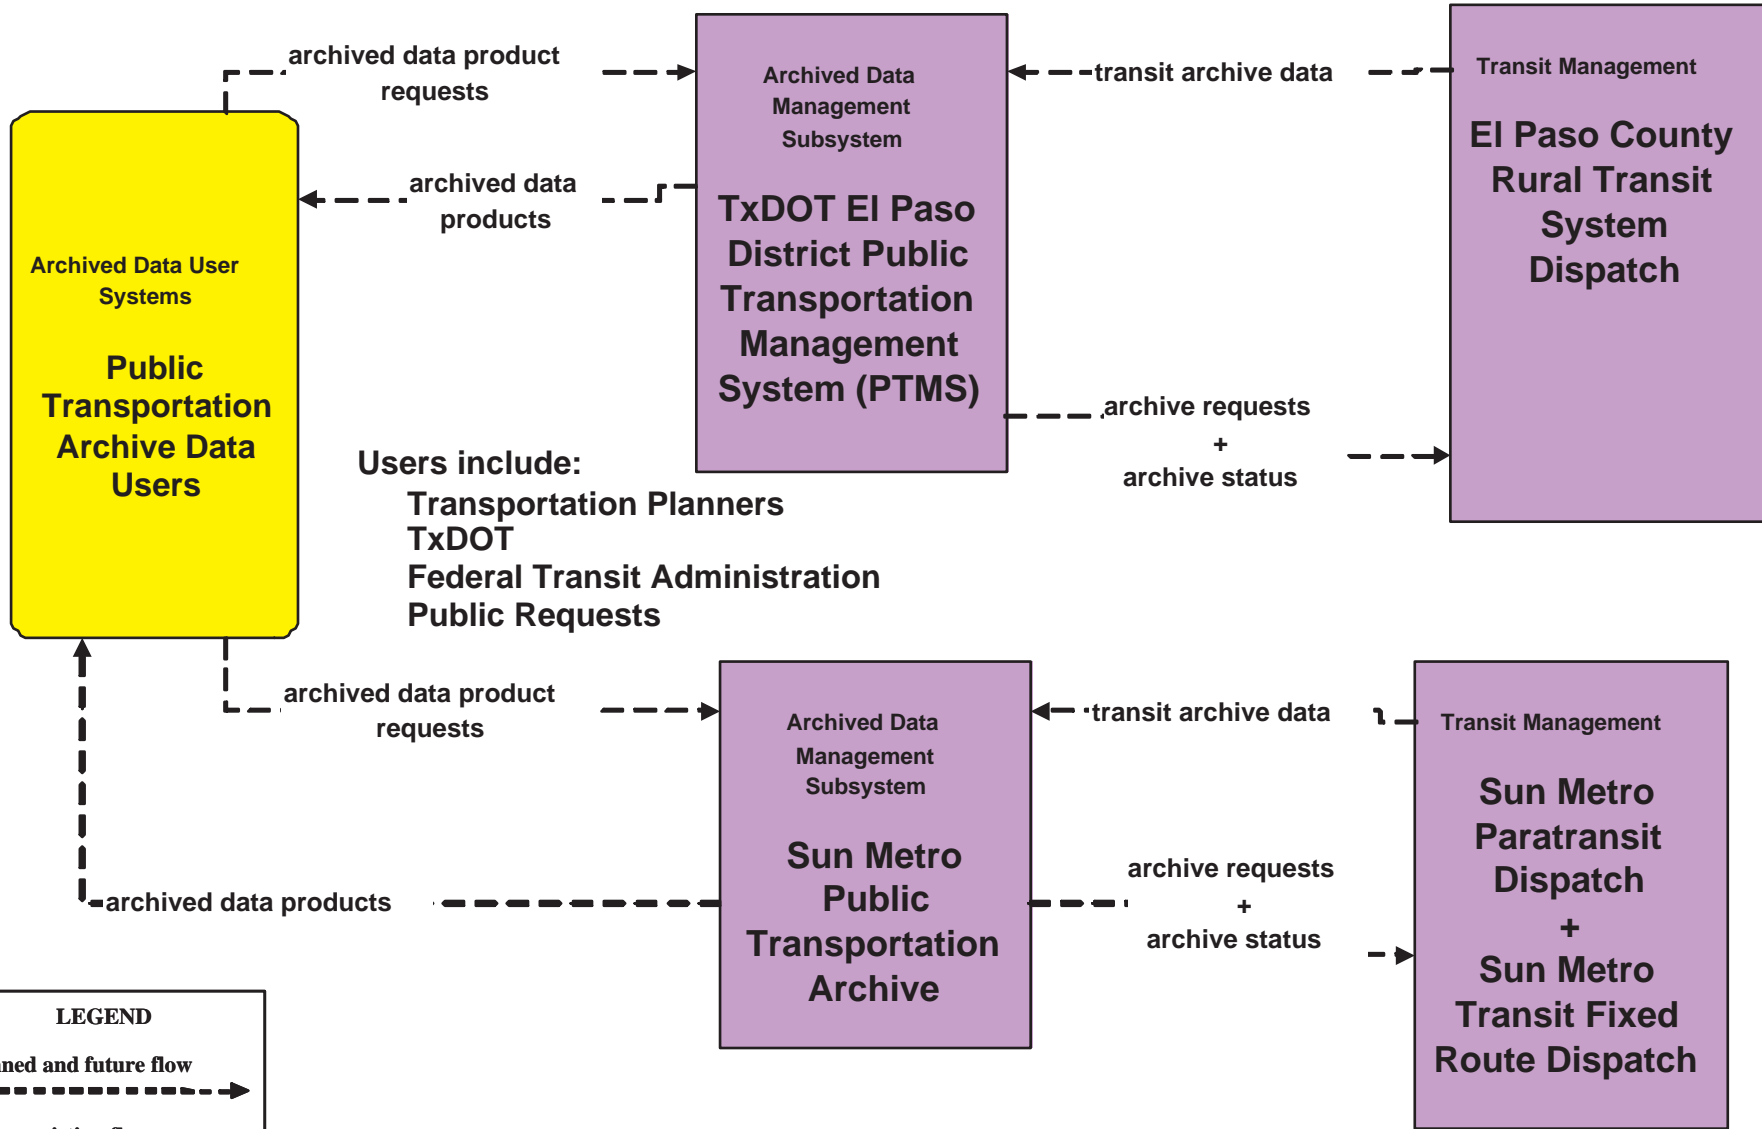 archived data product
requests
archived data
products
Archived Data User
Systems
Public
Transportation
Archive Data
Users
Archived Data
Management
Subsystem
TxDOT El Paso
District Public
Transportation
Management
System (PTMS)
transit archive data
Transit Management
El Paso County
Rural Transit
System
Dispatch
archive requests
+
archive status
Users include:
Transportation Planners
TxDOT
Federal Transit Administration
Public Requests
archived data product
requests
archived data products
Archived Data
Management
Subsystem
Sun Metro
Public
Transportation
Archive
transit archive data
archive requests
+
archive status
Transit Management
Sun Metro
Paratransit
Dispatch
+
Sun Metro
Transit Fixed
Route Dispatch
LEGEND
and future flow